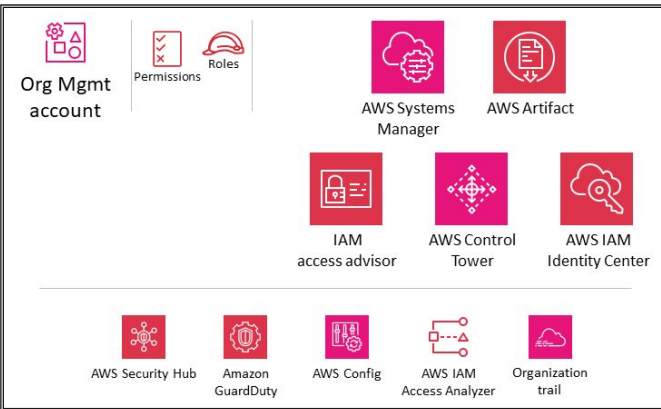 Org Mgmt
account
Permissions
Roles
AWS Systems
Manager
AWS Artifact
IAM
access advisor
AWS Control
Tower
AWS IAM
Identity Center
AWS Security Hub
Amazon
GuardDuty
AWS Config
AWS IAM
Access Analyzer
Organization
trail